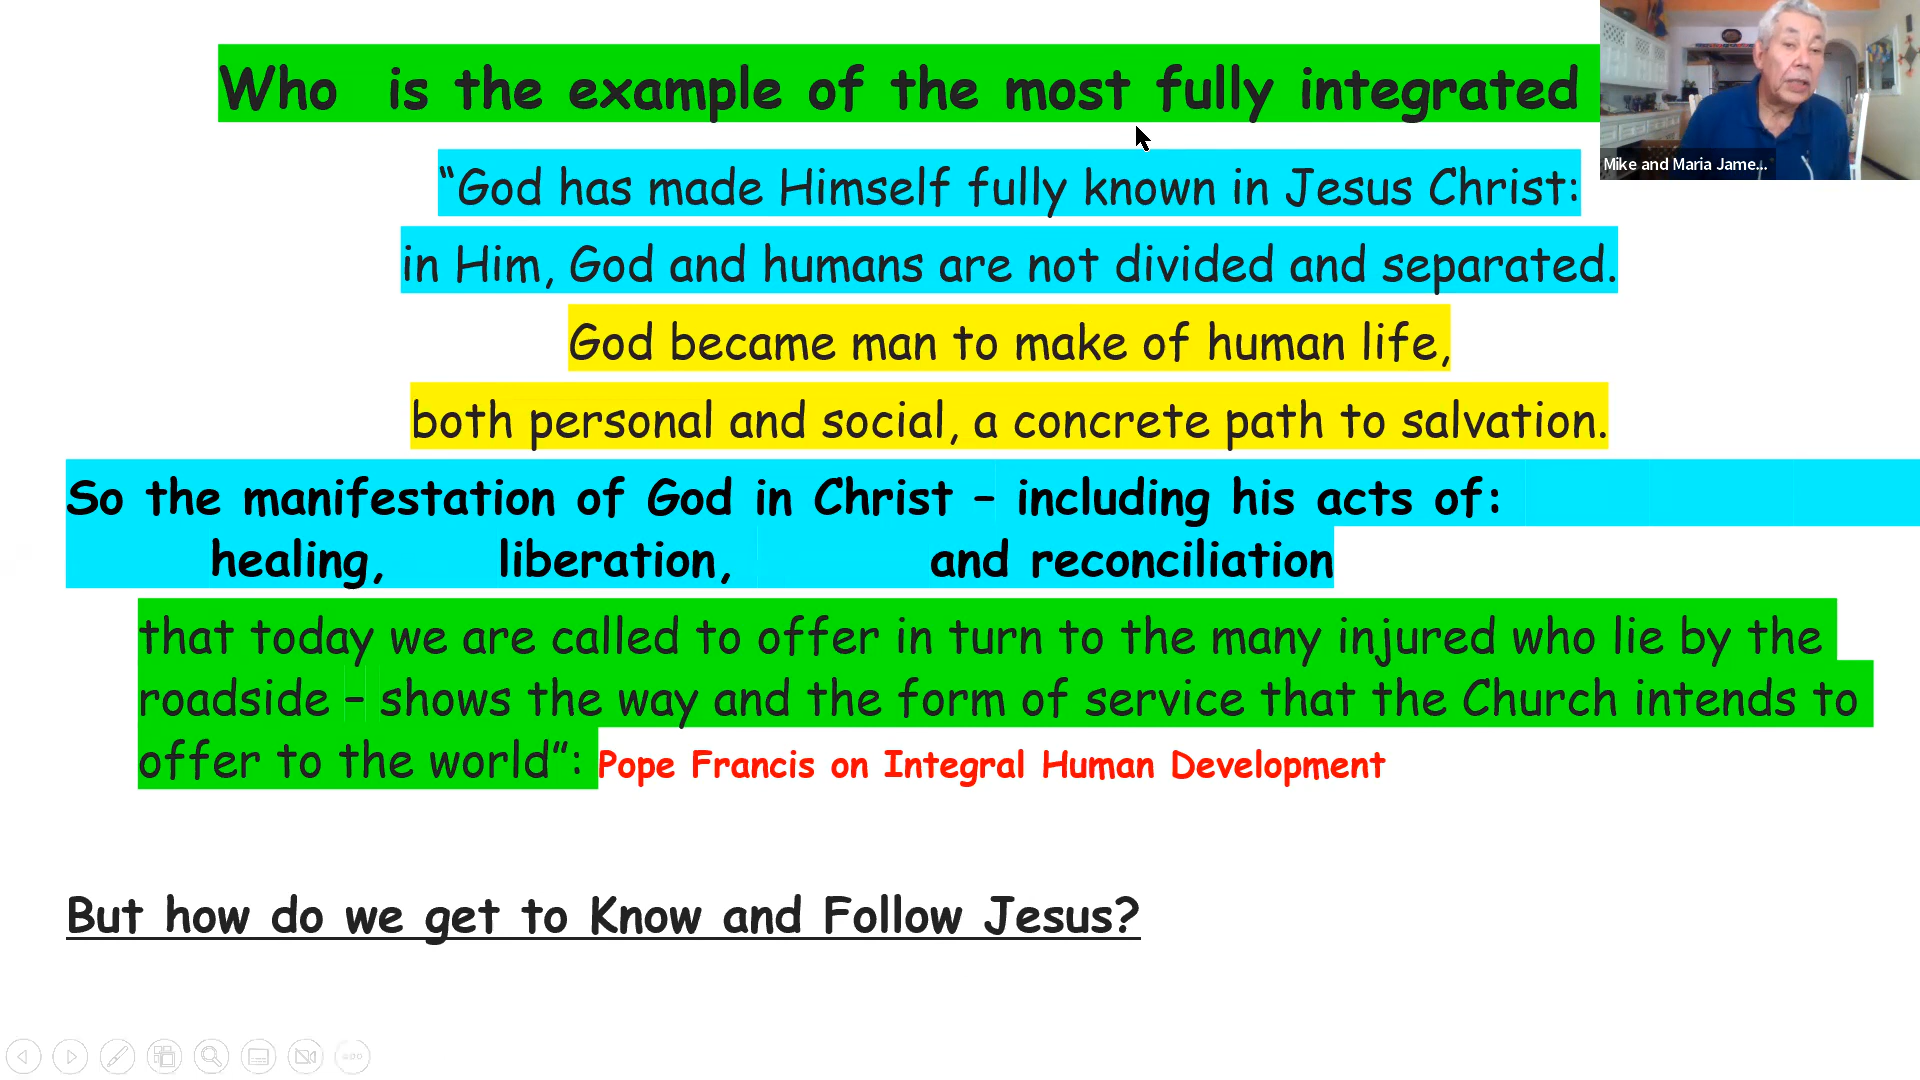 Who is the example of the most fully integrated
“God has made Himself fully known in Jesus Christ:
in Him, God and humans are not divided and separated.
God became man to make of human life,
both personal and social, a concrete path to salvation.
So the manifestation of God in Christ – including his acts of:
healing, liberation, and reconciliation
that today we are called to offer in turn to the many injured who lie by the
roadside – shows the way and the form of service that the Church intends to
offer to the world”: Pope Francis on Integral Human Development
But how do we get to Know and Follow Jesus?
Mike and Maria Jame...